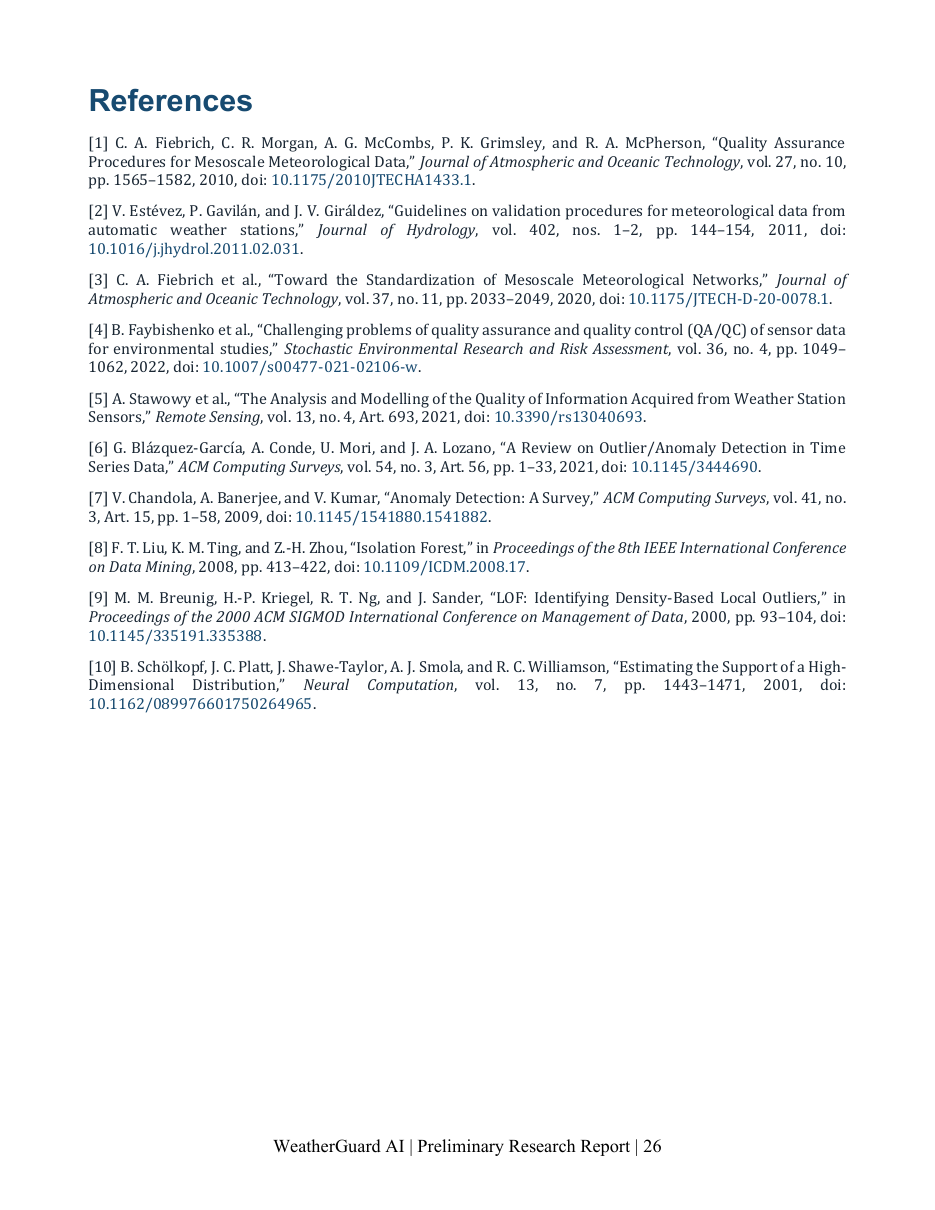 References
[1] C. A. Fiebrich, C. R. Morgan, A. G. McCombs, P. K. Grimsley, and R. A. McPherson, “Quality Assurance
Procedures for Mesoscale Meteorological Data,” Journal of Atmospheric and Oceanic Technology, vol. 27, no. 10,
pp. 1565–1582, 2010, doi: 10.1175/2010JTECHA1433.1.
[2] V. Estévez, P. Gavilán, and J. V. Giráldez, “Guidelines on validation procedures for meteorological data from
automatic weather stations,” Journal of Hydrology, vol. 402, nos. 1–2, pp. 144–154, 2011, doi:
10.1016/j.jhydrol.2011.02.031.
[3] C. A. Fiebrich et al., “Toward the Standardization of Mesoscale Meteorological Networks,” Journal of
Atmospheric and Oceanic Technology, vol. 37, no. 11, pp. 2033–2049, 2020, doi: 10.1175/JTECH-D-20-0078.1.
[4] B. Faybishenko et al., “Challenging problems of quality assurance and quality control (QA/QC) of sensor data
for environmental studies,” Stochastic Environmental Research and Risk Assessment, vol. 36, no. 4, pp. 1049–
1062, 2022, doi: 10.1007/s00477-021-02106-w.
[5] A. Stawowy et al., “The Analysis and Modelling of the Quality of Information Acquired from Weather Station
Sensors,” Remote Sensing, vol. 13, no. 4, Art. 693, 2021, doi: 10.3390/rs13040693.
[6] G. Blázquez-García, A. Conde, U. Mori, and J. A. Lozano, “A Review on Outlier/Anomaly Detection in Time
Series Data,” ACM Computing Surveys, vol. 54, no. 3, Art. 56, pp. 1–33, 2021, doi: 10.1145/3444690.
[7] V. Chandola, A. Banerjee, and V. Kumar, “Anomaly Detection: A Survey,” ACM Computing Surveys, vol. 41, no.
3, Art. 15, pp. 1–58, 2009, doi: 10.1145/1541880.1541882.
[8] F. T. Liu, K. M. Ting, and Z.-H. Zhou, “Isolation Forest,” in Proceedings of the 8th IEEE International Conference
on Data Mining, 2008, pp. 413–422, doi: 10.1109/ICDM.2008.17.
[9] M. M. Breunig, H.-P. Kriegel, R. T. Ng, and J. Sander, “LOF: Identifying Density-Based Local Outliers,” in
Proceedings of the 2000 ACM SIGMOD International Conference on Management of Data, 2000, pp. 93–104, doi:
10.1145/335191.335388.
[10] B. Schölkopf, J. C. Platt, J. Shawe-Taylor, A. J. Smola, and R. C. Williamson, “Estimating the Support of a High-
Dimensional Distribution,” Neural Computation, vol. 13, no. 7, pp. 1443–1471, 2001, doi:
10.1162/089976601750264965.
WeatherGuard AI | Preliminary Research Report | 26